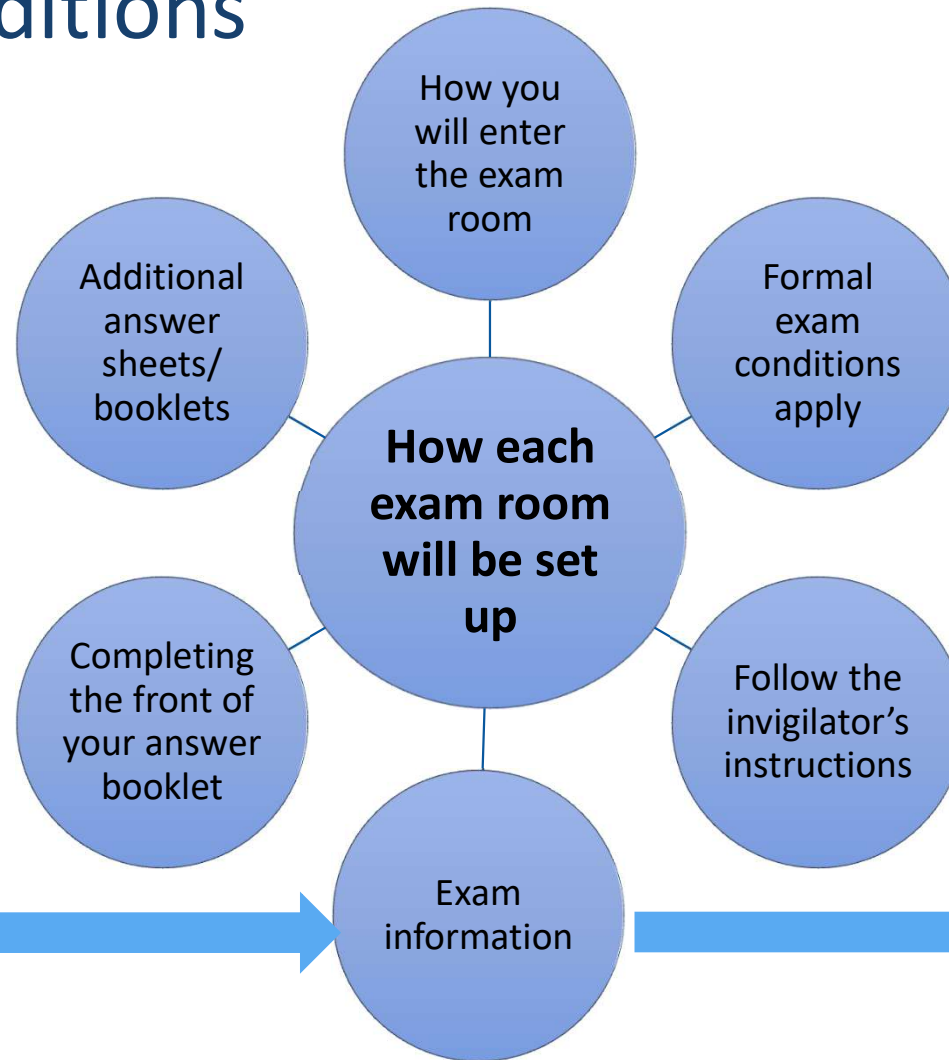 ditions
How you
will enter
the exam
room
Additional
answer
sheets/
booklets
Formal
exam
conditions
apply
How each
exam room
will be set
up
Completing
the front of
your answer
booklet
Follow the
invigilator’s
instructions
Exam
information